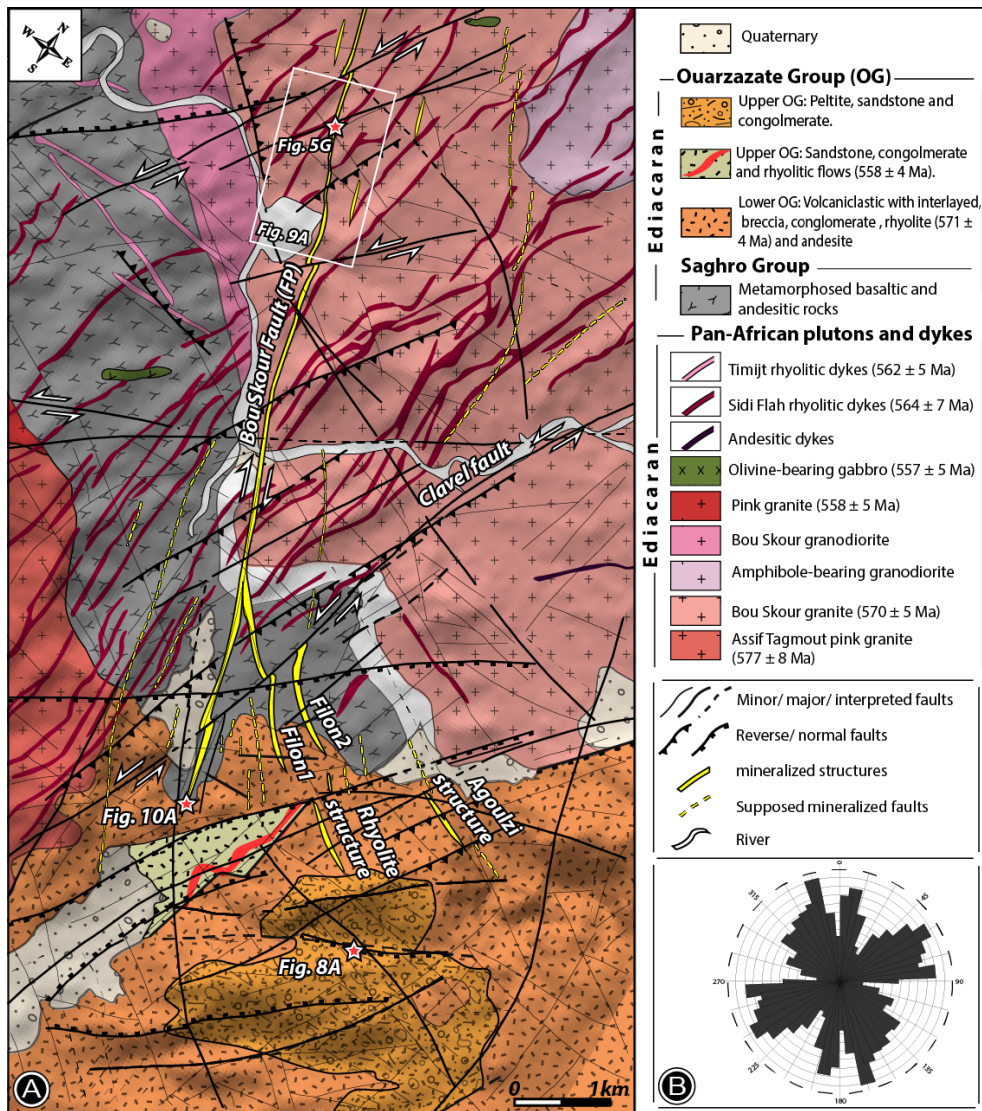 N
W
E
S
Fig. 5G
Fig. 9A
Bou Skour Fault (FP)
Clavel fault
Filon2
Filon1
Agoulzi
structure
Rhyolite
structure
Fig. 10A
Fig. 8A
A
0 1km
Quaternary
Ouarzazate Group (OG)
Upper OG: Peltite, sandstone and
congolmerate.
Upper OG: Sandstone, congolmerate
and rhyolitic flows (558 ± 4 Ma).
Lower OG: Volcaniclastic with interlayed,
breccia, conglomerate , rhyolite (571 ±
4 Ma) and andesite
Ediacaran
Saghro Group
Metamorphosed basaltic and
andesitic rocks
Pan-African plutons and dykes
Timijt rhyolitic dykes (562 ± 5 Ma)
Sidi Flah rhyolitic dykes (564 ± 7 Ma)
Andesitic dykes
Olivine-bearing gabbro (557 ± 5 Ma)
Pink granite (558 ± 5 Ma)
Bou Skour granodiorite
Amphibole-bearing granodiorite
Bou Skour granite (570 ± 5 Ma)
Assif Tagmout pink granite
(577 ± 8 Ma)
Ediacaran
Minor/ major/ interpreted faults
Reverse/ normal faults
mineralized structures
Supposed mineralized faults
River
0
45
90
135
180
225
270
315
B